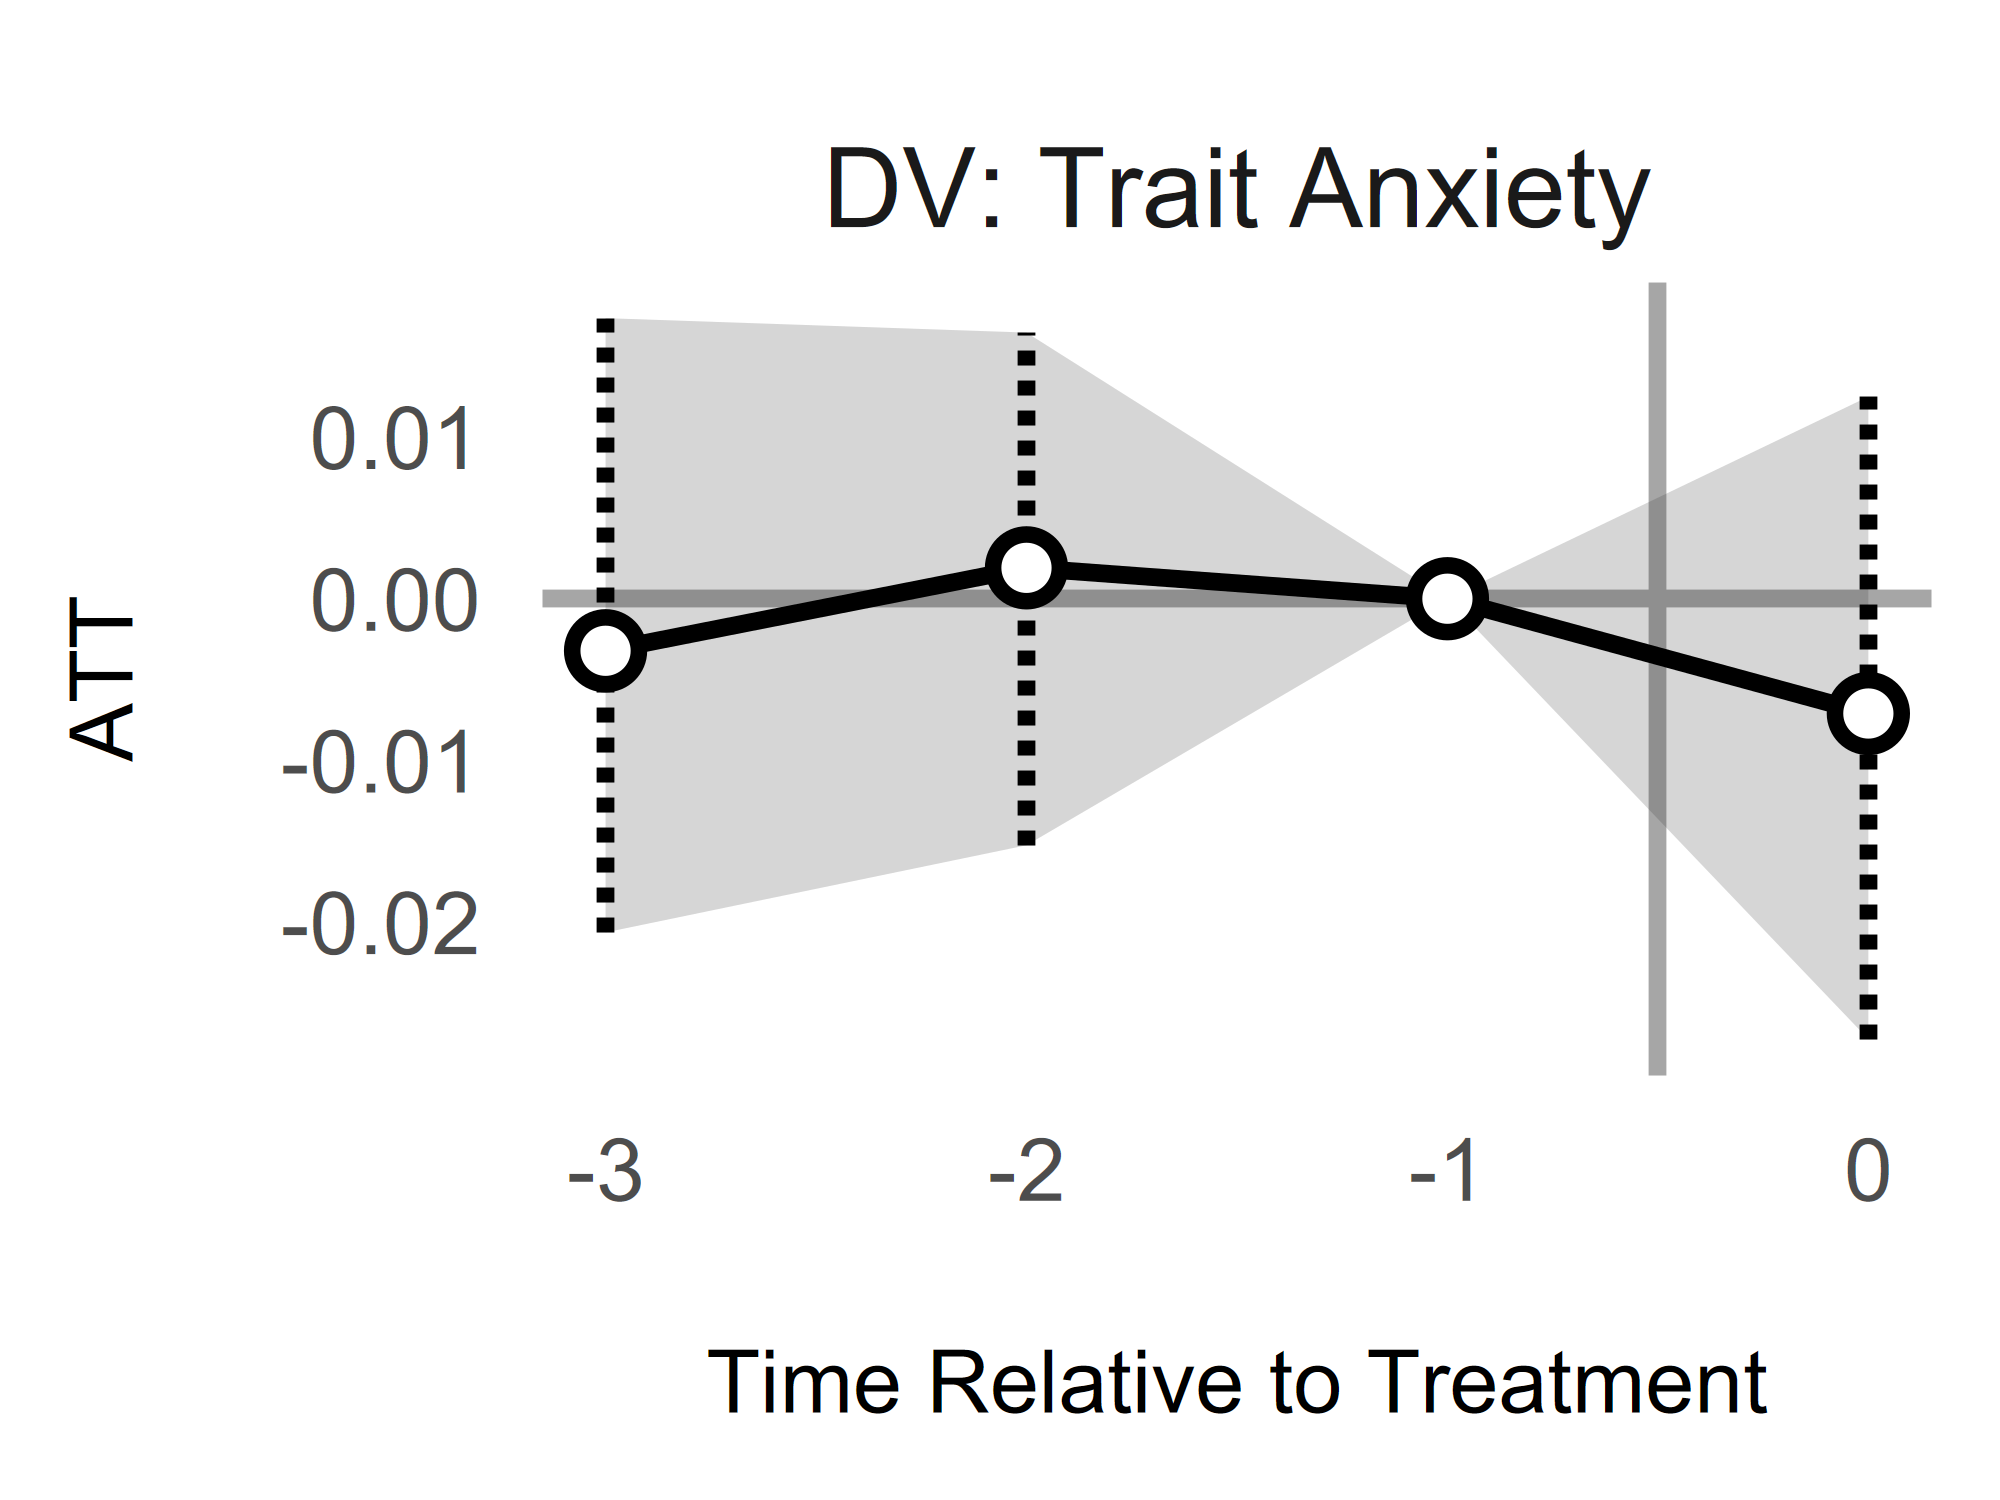 DV: Trait Anxiety
0.01
0.00
-0.01
-0.02
ATT
-3 -2 -1 0
Time Relative to Treatment